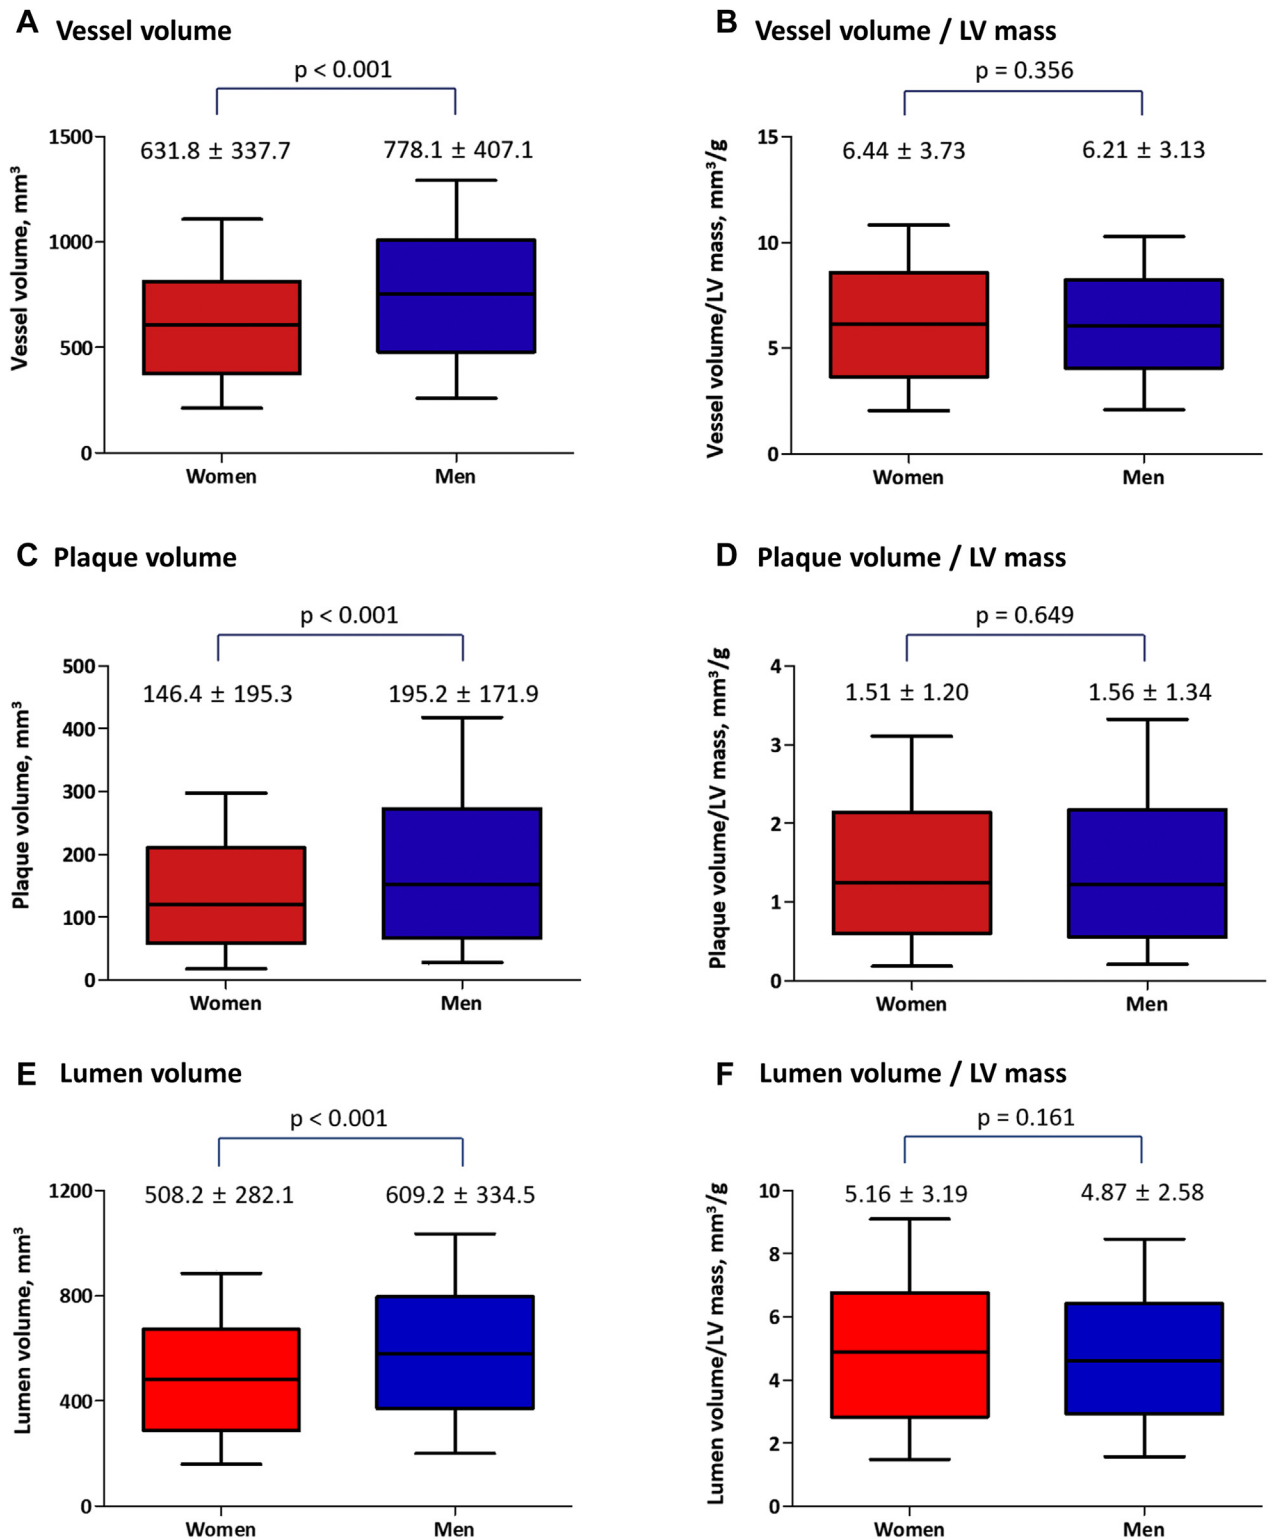 A Vessel volume
p < 0.001
631.8 ± 337.7 778.1 ± 407.1
Vessel volume, mm³
1500
1000
500
0
Women Men
B Vessel volume / LV mass
p = 0.356
6.44 ± 3.73 6.21 ± 3.13
Vessel volume/LV mass, mm³/g
15
10
5
0
Women Men
C Plaque volume
p < 0.001
146.4 ± 195.3 195.2 ± 171.9
Plaque volume, mm³
500
400
300
200
100
0
Women Men
D Plaque volume / LV mass
p = 0.649
1.51 ± 1.20 1.56 ± 1.34
Plaque volume/LV mass, mm³/g
4
3
2
1
0
Women Men
E Lumen volume
p < 0.001
508.2 ± 282.1 609.2 ± 334.5
Lumen volume, mm³
1200
800
400
0
Women Men
F Lumen volume / LV mass
p = 0.161
5.16 ± 3.19 4.87 ± 2.58
Lumen volume/LV mass, mm³/g
10
8
6
4
2
0
Women Men